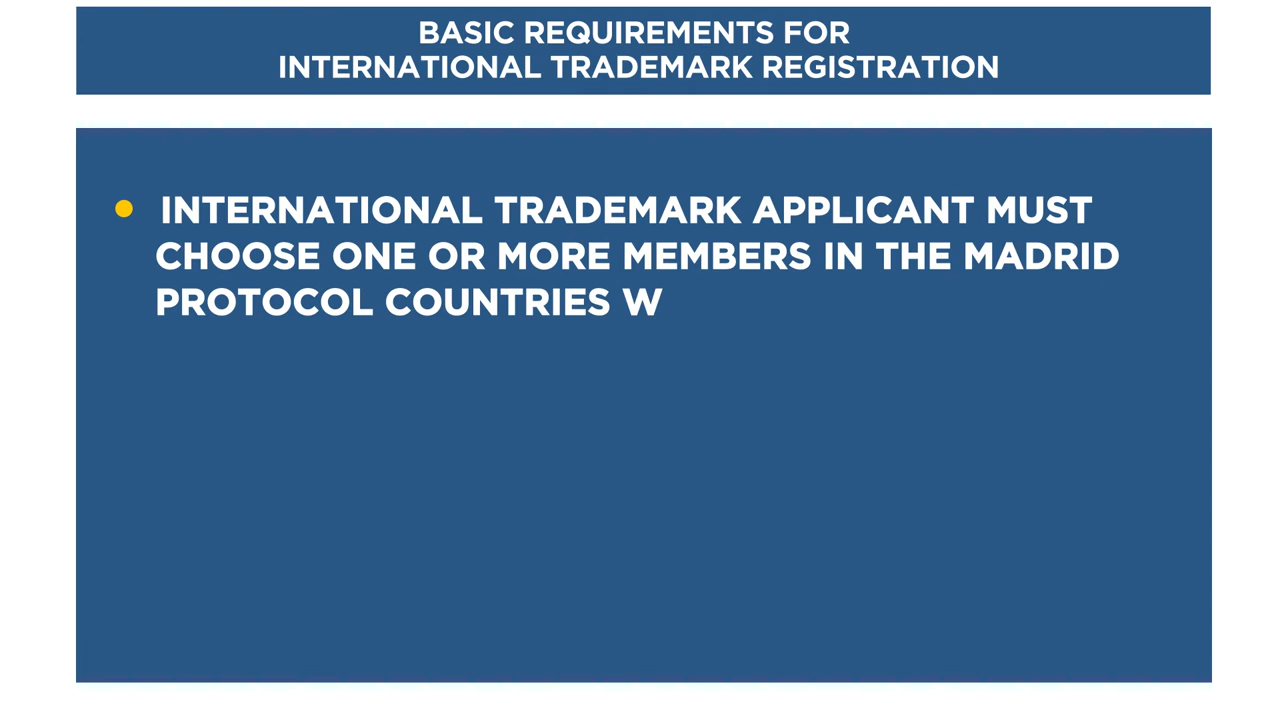 BASIC REQUIREMENTS FOR
INTERNATIONAL TRADEMARK REGISTRATION
• INTERNATIONAL TRADEMARK APPLICANT MUST
CHOOSE ONE OR MORE MEMBERS IN THE MADRID
PROTOCOL COUNTRIES W